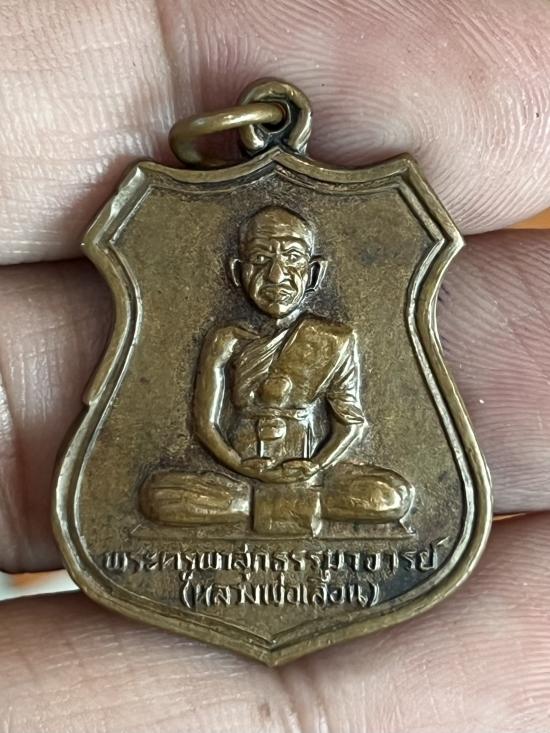 พระครูพาสุกธรรมาจารย์
(หลวงพ่อเลื่อน)